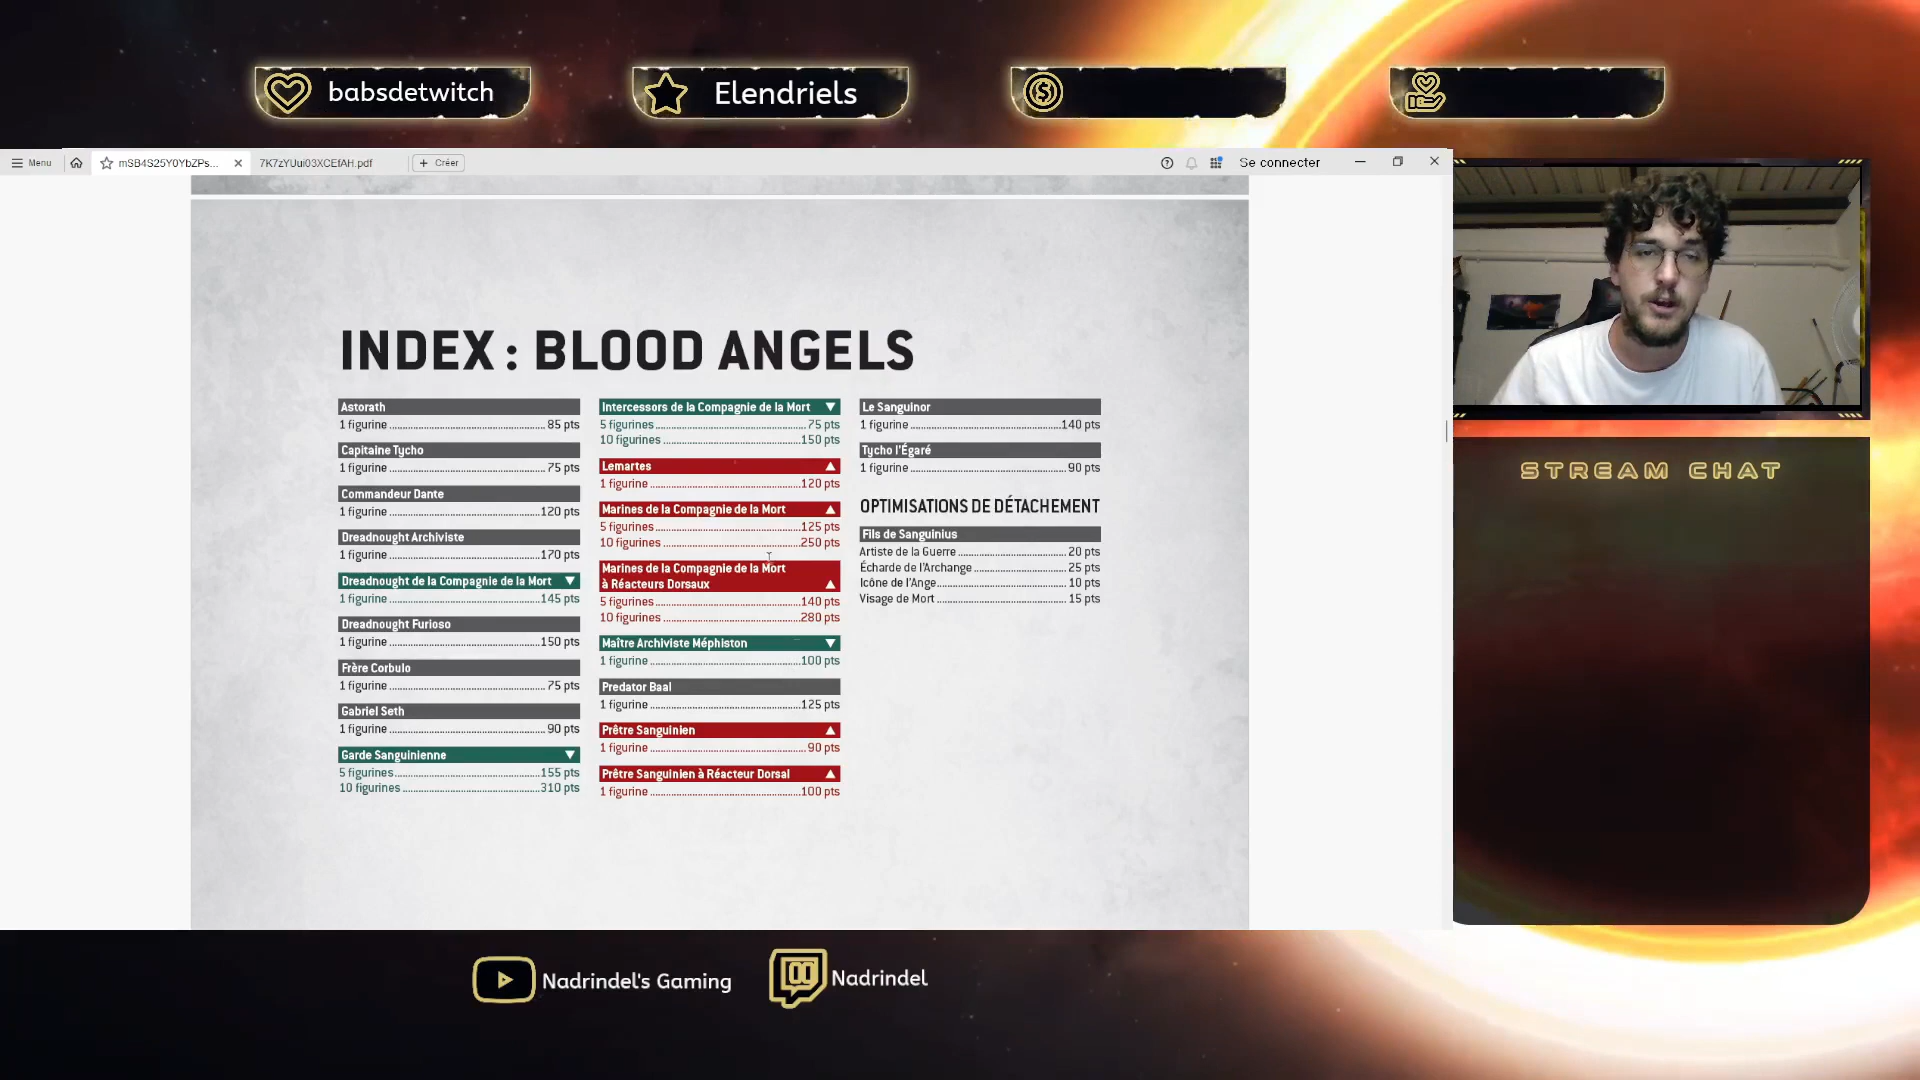 babsdetwitch
Elendriels
Menu
mSB4S25Y0YbZPs...
7K7zYUui03XCEfAH.pdf
+ Créer
Se connecter
INDEX : BLOOD ANGELS
Astorath
1 figurine 85 pts
Capitaine Tycho
1 figurine 75 pts
Commandeur Dante
1 figurine 120 pts
Dreadnought Archiviste
1 figurine 170 pts
Dreadnought de la Compagnie de la Mort ▼
1 figurine 145 pts
Dreadnought Furioso
1 figurine 150 pts
Frère Corbulo
1 figurine 75 pts
Gabriel Seth
1 figurine 90 pts
Garde Sanguinienne ▼
5 figurines 155 pts
10 figurines 310 pts
Intercessors de la Compagnie de la Mort ▼
5 figurines 75 pts
10 figurines 150 pts
Lemartes ▲
1 figurine 120 pts
Marines de la Compagnie de la Mort ▲
5 figurines 125 pts
10 figurines 250 pts
Marines de la Compagnie de la Mort
à Réacteurs Dorsaux ▲
5 figurines 140 pts
10 figurines 280 pts
Maître Archiviste Méphiston ▼
1 figurine 100 pts
Predator Baal
1 figurine 125 pts
Prêtre Sanguinien ▲
1 figurine 90 pts
Prêtre Sanguinien à Réacteur Dorsal ▲
1 figurine 100 pts
Le Sanguinor
1 figurine 140 pts
Tycho l'Égaré
1 figurine 90 pts
OPTIMISATIONS DE DÉTACHEMENT
Fils de Sanguinius
Artiste de la Guerre 20 pts
Écharde de l'Archange 25 pts
Icône de l'Ange 10 pts
Visage de Mort 15 pts
STREAM CHAT
Nadrindel's Gaming
Nadrindel